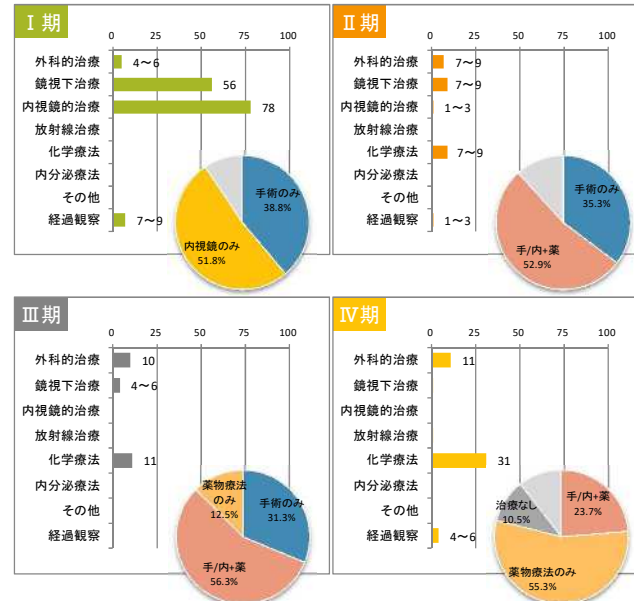 Ⅰ期
0 25 50 75 100
外科的治療 4～6
鏡視下治療 56
内視鏡的治療 78
放射線治療
化学療法
内分泌療法
その他
経過観察 7～9
手術のみ
38.8%
内視鏡のみ
51.8%
Ⅱ期
0 25 50 75 100
外科的治療 7～9
鏡視下治療 7～9
内視鏡的治療 1～3
放射線治療
化学療法 7～9
内分泌療法
その他
経過観察 1～3
手術のみ
35.3%
手/内+薬
52.9%
Ⅲ期
0 25 50 75 100
外科的治療 10
鏡視下治療 4～6
内視鏡的治療
放射線治療
化学療法 11
内分泌療法
その他
経過観察
薬物療法
のみ
12.5%
手術のみ
31.3%
手/内+薬
56.3%
Ⅳ期
0 25 50 75 100
外科的治療 11
鏡視下治療
内視鏡的治療
放射線治療
化学療法 31
内分泌療法
その他
経過観察 4～6
治療なし
10.5%
手/内+薬
23.7%
薬物療法のみ
55.3%